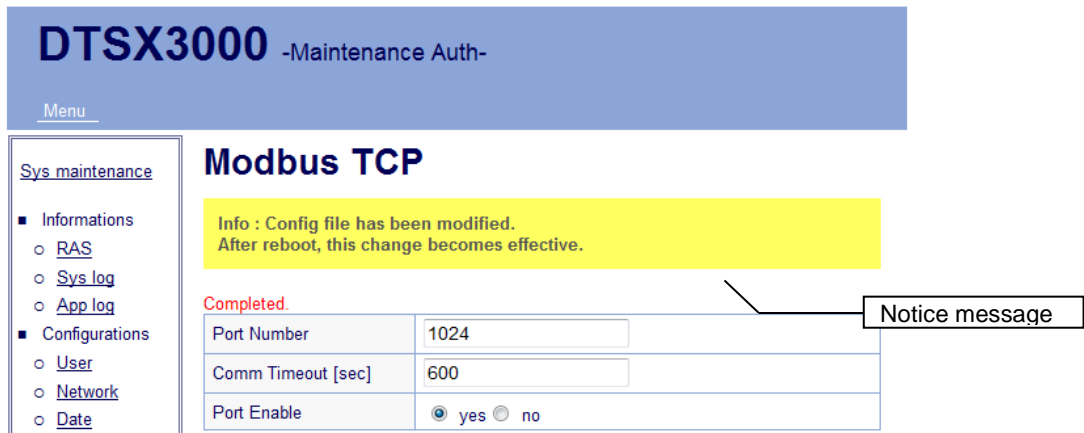 DTSX3000 -Maintenance Auth-
Menu
Sys maintenance
■ Informations
○ RAS
○ Sys log
○ App log
■ Configurations
○ User
○ Network
○ Date
Modbus TCP
Info : Config file has been modified.
After reboot, this change becomes effective.
Completed.
Port Number 1024
Comm Timeout [sec] 600
Port Enable yes no
Notice message